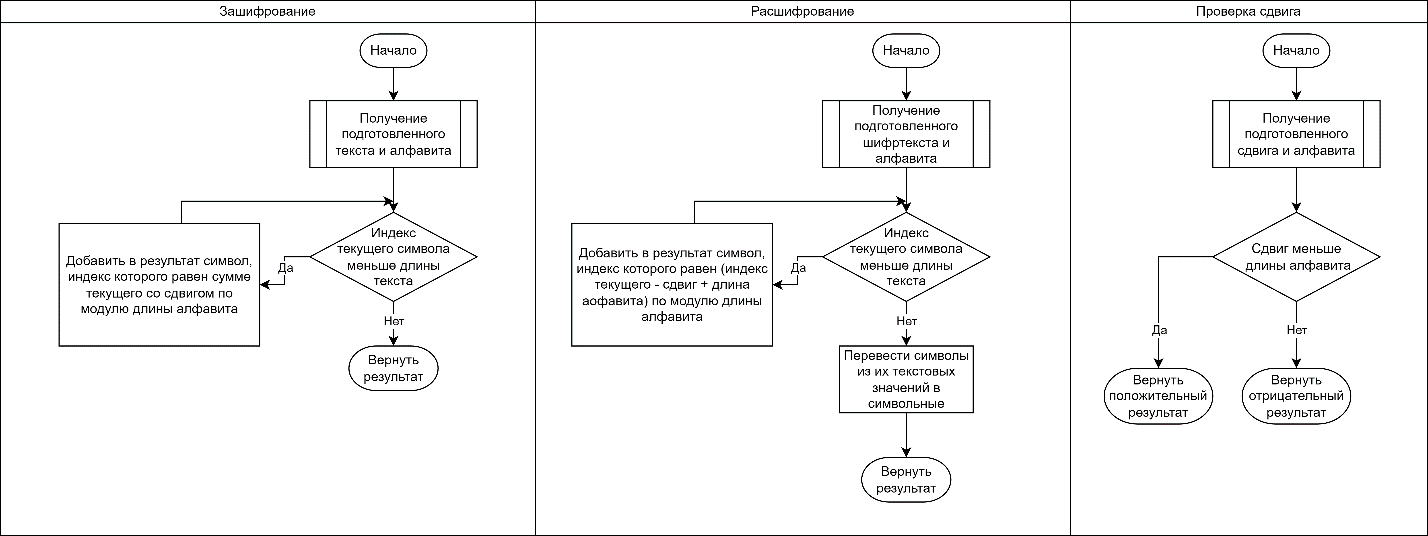 Зашифрование
Начало
Получение
подготовленного
текста и алфавита
Индекс
текущего символа
меньше длины
текста
Да
Добавить в результат символ,
индекс которого равен сумме
текущего со сдвигом по
модулю длины алфавита
Нет
Вернуть
результат
Расшифрование
Начало
Получение
подготовленного
шифртекста и
алфавита
Индекс
текущего символа
меньше длины
текста
Да
Добавить в результат символ,
индекс которого равен (индекс
текущего - сдвиг + длина
аофавита) по модулю длины
алфавита
Нет
Перевести символы
из их текстовых
значений в
символьные
Вернуть
результат
Проверка сдвига
Начало
Получение
подготовленного
сдвига и алфавита
Сдвиг меньше
длины алфавита
Да
Нет
Вернуть
положительный
результат
Вернуть
отрицательный
результат